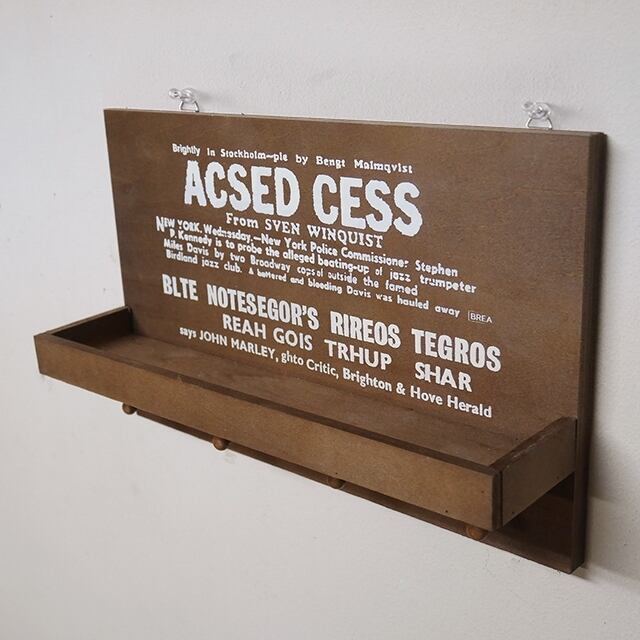 Brightly in Stockholm—pie by Bengt Malmqvist
ACSED CESS
From SVEN WINQUIST
NEW YORK, Wednesday,—New York Police Commissioner Stephen
P. Kennedy is to probe the alleged beating-up of jazz trumpeter
Miles Davis by two Broadway cops outside the famed
Birdland jazz club. A battered and bleeding Davis was hauled away BREA
BLTE NOTESEGOR'S RIREOS TEGROS
REAH GOIS TRHUP SHAR
says JOHN MARLEY, ghto Critic, Brighton & Hove Herald